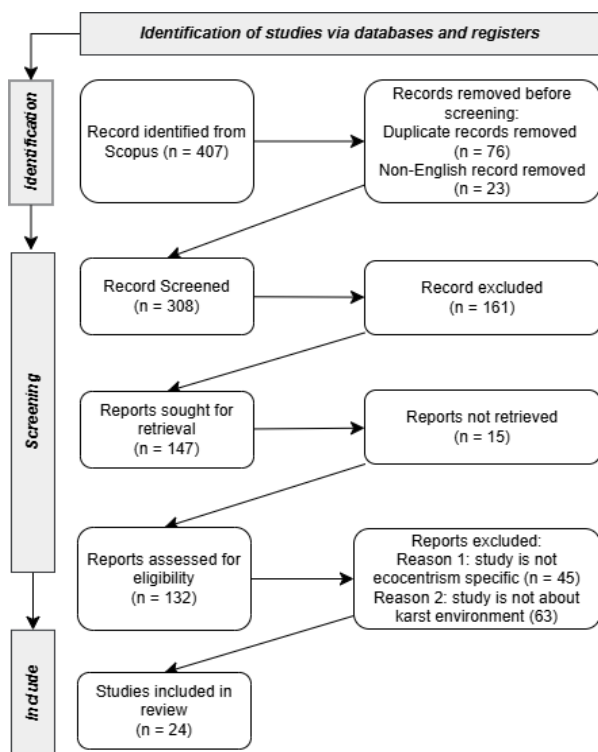 Identification of studies via databases and registers
Identification
Record identified from
Scopus (n = 407)
Records removed before
screening:
Duplicate records removed
(n = 76)
Non-English record removed
(n = 23)
Screening
Record Screened
(n = 308)
Record excluded
(n = 161)
Reports sought for
retrieval
(n = 147)
Reports not retrieved
(n = 15)
Reports assessed for
eligibility
(n = 132)
Reports excluded:
Reason 1: study is not
ecocentrism specific (n = 45)
Reason 2: study is not about
karst environment (63)
Include
Studies included in
review
(n = 24)